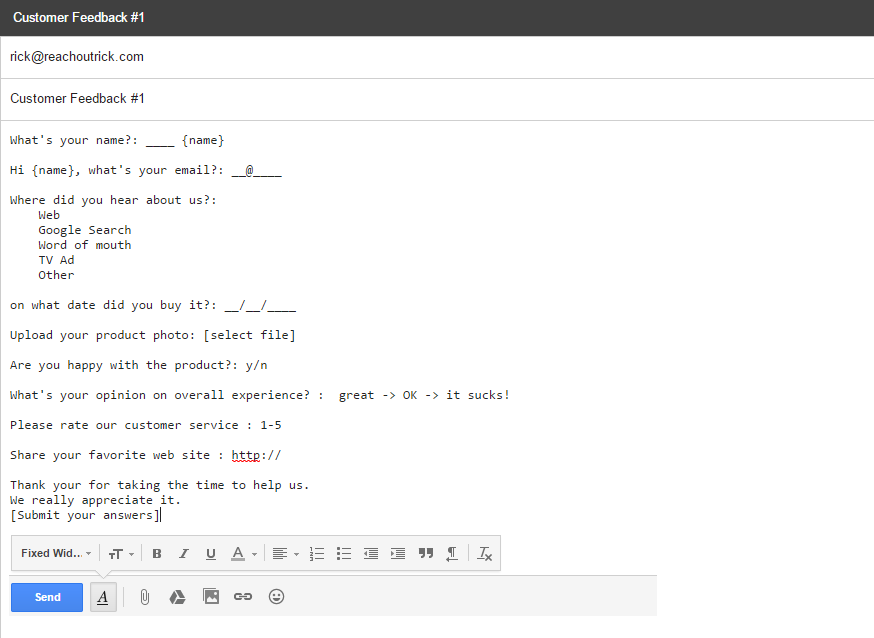 Customer Feedback #1
rick@reachoutrick.com
Customer Feedback #1
What's your name?: ____ {name}
Hi {name}, what's your email?: __@____
Where did you hear about us?:
Web
Google Search
Word of mouth
TV Ad
Other
on what date did you buy it?: __/__/____
Upload your product photo: [select file]
Are you happy with the product?: y/n
What's your opinion on overall experience? :  great -> OK -> it sucks!
Please rate our customer service : 1-5
Share your favorite web site : http://
Thank your for taking the time to help us.
We really appreciate it.
[Submit your answers]
Fixed Wid... TT B I U A Tx
Send A